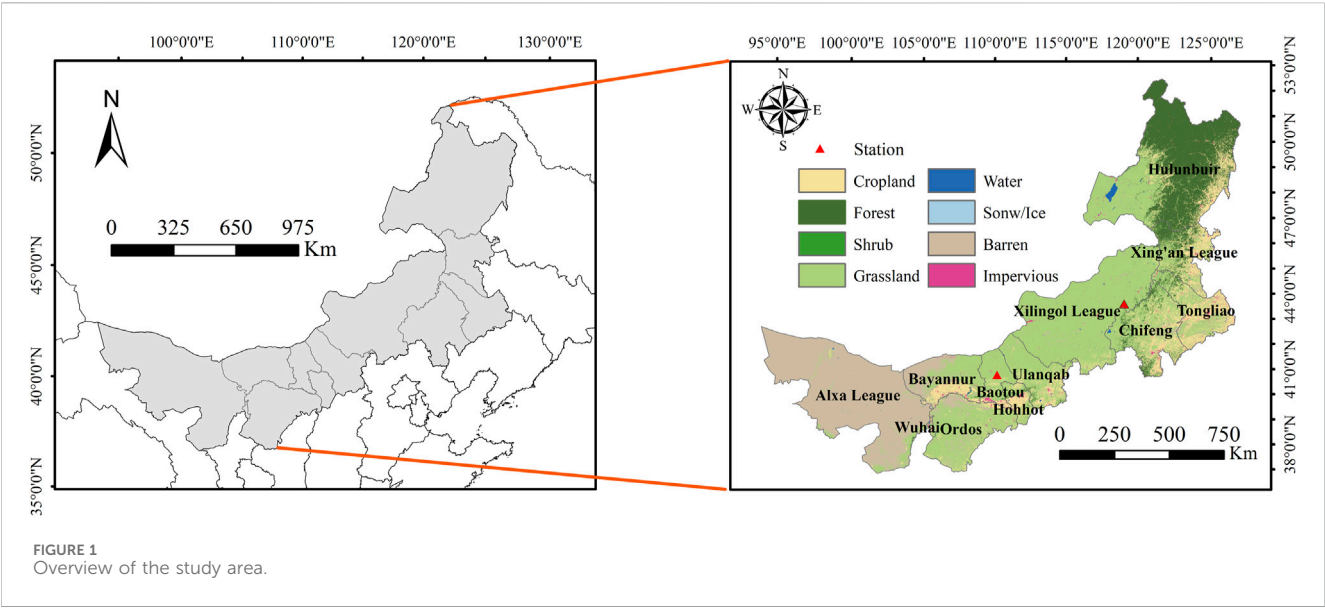 100°0'0"E 110°0'0"E 120°0'0"E 130°0'0"E
50°0'0"N
45°0'0"N
40°0'0"N
35°0'0"N
N
0 325 650 975
Km
95°0'0"E 100°0'0"E 105°0'0"E 110°0'0"E 115°0'0"E 120°0'0"E 125°0'0"E
53°0'0"N
50°0'0"N
47°0'0"N
44°0'0"N
41°0'0"N
38°0'0"N
N
W E
S
Station
Cropland Water
Forest Sonw/Ice
Shrub Barren
Grassland Impervious
Hulunbuir
Xing'an League
Xilingol League
Tongliao
Chifeng
Bayannur
Ulanqab
Baotou
Alxa League
Hohhot
Wuhai
Ordos
0 250 500 750
Km
FIGURE 1
Overview of the study area.